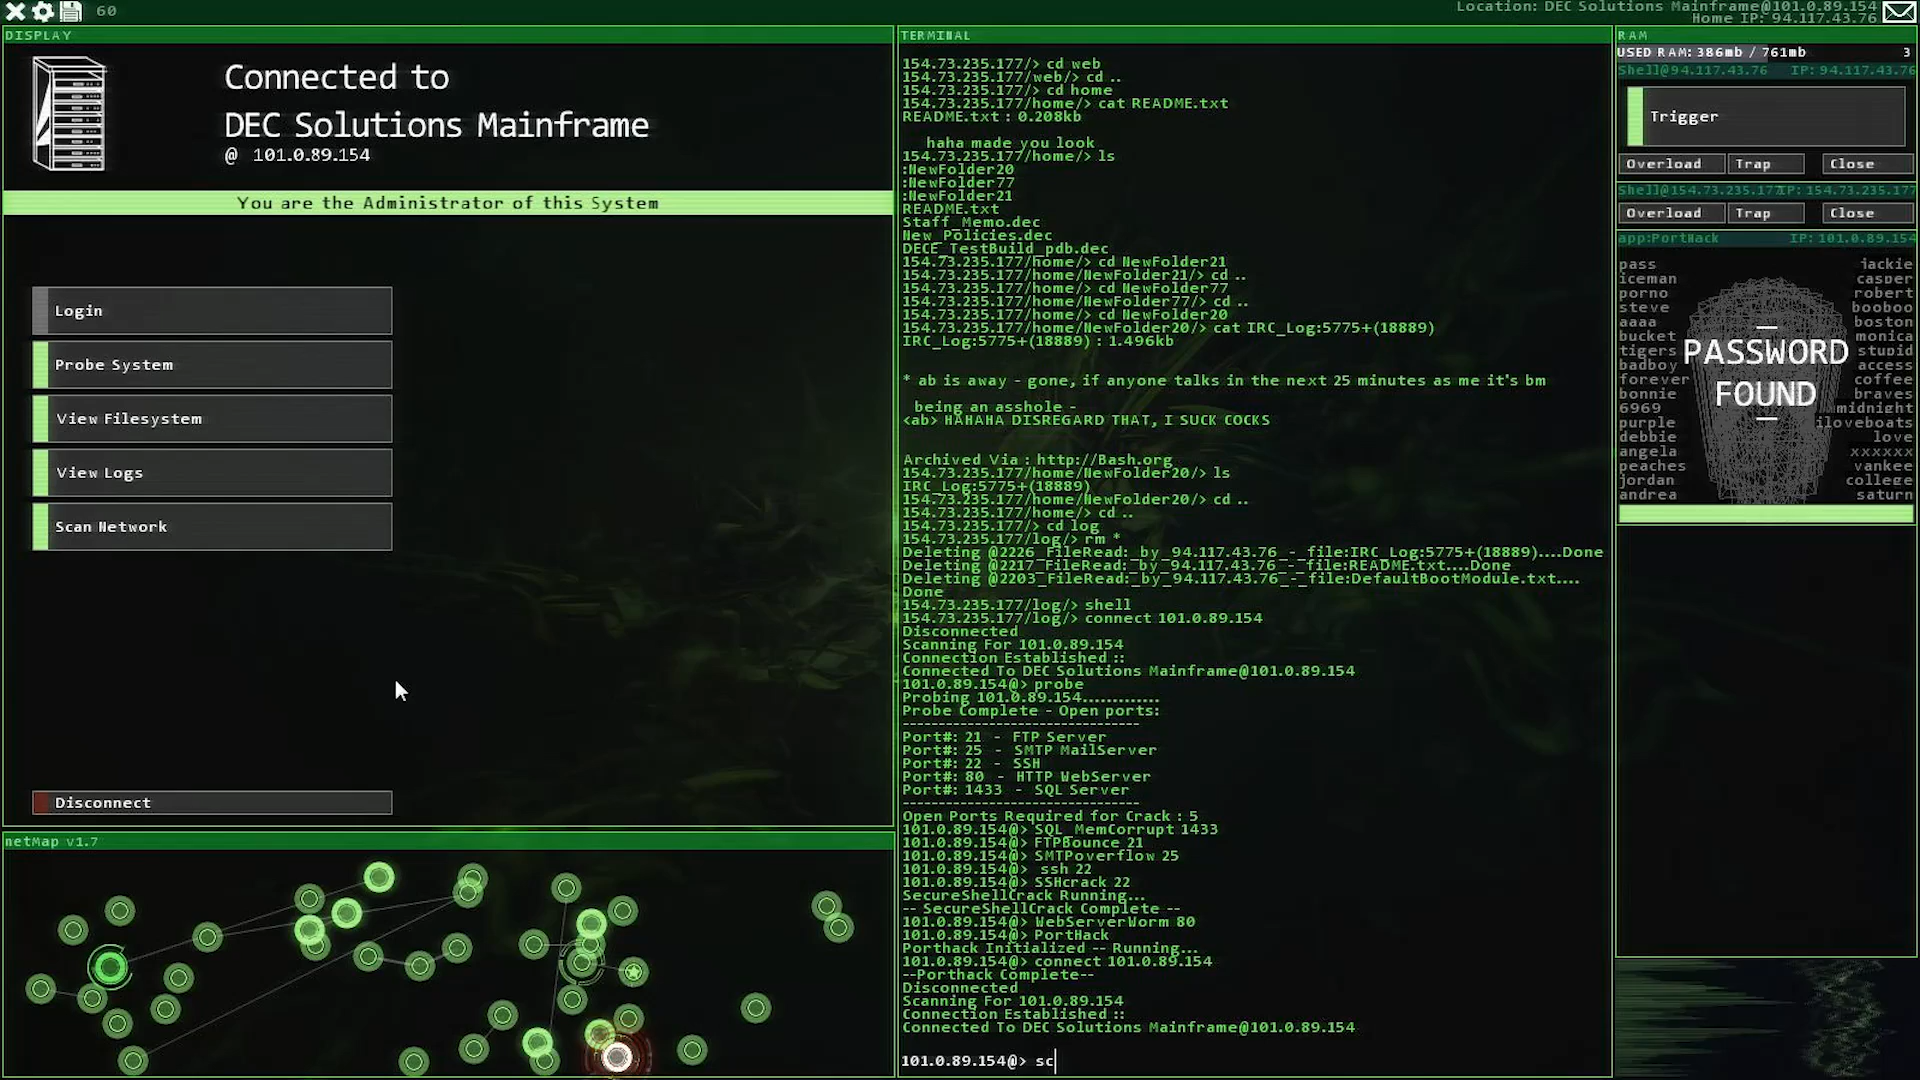 60
Location: DEC Solutions Mainframe@101.0.89.154
Home IP: 94.117.43.76
DISPLAY
Connected to
DEC Solutions Mainframe
@ 101.0.89.154
You are the Administrator of this System
Login
Probe System
View Filesystem
View Logs
Scan Network
Disconnect
netMap v1.7
TERMINAL
154.73.235.177/> cd web
154.73.235.177/web/> cd ..
154.73.235.177/> cd home
154.73.235.177/home/> cat README.txt
README.txt : 0.208kb
haha made you look
154.73.235.177/home/> ls
:NewFolder20
:NewFolder77
:NewFolder21
README.txt
Staff_Memo.dec
New_Policies.dec
DECE_TestBuild_pdb.dec
154.73.235.177/home/> cd NewFolder21
154.73.235.177/home/NewFolder21/> cd ..
154.73.235.177/home/> cd NewFolder77
154.73.235.177/home/NewFolder77/> cd ..
154.73.235.177/home/> cd NewFolder20
154.73.235.177/home/NewFolder20/> cat IRC_Log:5775+(18889)
IRC_Log:5775+(18889) : 1.496kb
* ab is away - gone, if anyone talks in the next 25 minutes as me it's bm
being an asshole -
<ab> HAHAHA DISREGARD THAT, I SUCK COCKS
Archived Via : http://Bash.org
154.73.235.177/home/NewFolder20/> ls
IRC_Log:5775+(18889)
154.73.235.177/home/NewFolder20/> cd ..
154.73.235.177/home/> cd ..
154.73.235.177/> cd log
154.73.235.177/log/> rm *
Deleting @2226_FileRead:_by_94.117.43.76_-_file:IRC_Log:5775+(18889)....Done
Deleting @2217_FileRead:_by_94.117.43.76_-_file:README.txt....Done
Deleting @2203_FileRead:_by_94.117.43.76_-_file:DefaultBootModule.txt....
Done
154.73.235.177/log/> shell
154.73.235.177/log/> connect 101.0.89.154
Disconnected
Scanning For 101.0.89.154
Connection Established ::
Connected To DEC Solutions Mainframe@101.0.89.154
101.0.89.154@> probe
Probing 101.0.89.154.............
Probe Complete - Open ports:
---------------------------------
Port#: 21 - FTP Server
Port#: 25 - SMTP MailServer
Port#: 22 - SSH
Port#: 80 - HTTP WebServer
Port#: 1433 - SQL Server
---------------------------------
Open Ports Required for Crack : 5
101.0.89.154@> SQL_MemCorrupt 1433
101.0.89.154@> FTPBounce 21
101.0.89.154@> SMTPoverflow 25
101.0.89.154@> ssh 22
101.0.89.154@> SSHcrack 22
SecureShellCrack Running...
-- SecureShellCrack Complete --
101.0.89.154@> WebServerWorm 80
101.0.89.154@> PortHack
Porthack Initialized -- Running...
101.0.89.154@> connect 101.0.89.154
--Porthack Complete--
Disconnected
Scanning For 101.0.89.154
Connection Established ::
Connected To DEC Solutions Mainframe@101.0.89.154
101.0.89.154@> sc
RAM
USED RAM: 386mb / 761mb 3
Shell@94.117.43.76 IP: 94.117.43.76
Trigger
Overload Trap Close
Shell@154.73.235.177 IP: 154.73.235.177
Overload Trap Close
app:PortHack IP: 101.0.89.154
pass jackie
iceman casper
porno robert
steve booboo
aaaa boston
bucket monica
tigers stupid
badboy access
forever coffee
bonnie braves
6969 midnight
purple iloveboats
debbie love
angela xxxxxx
peaches vankee
jordan college
andrea saturn
PASSWORD
FOUND